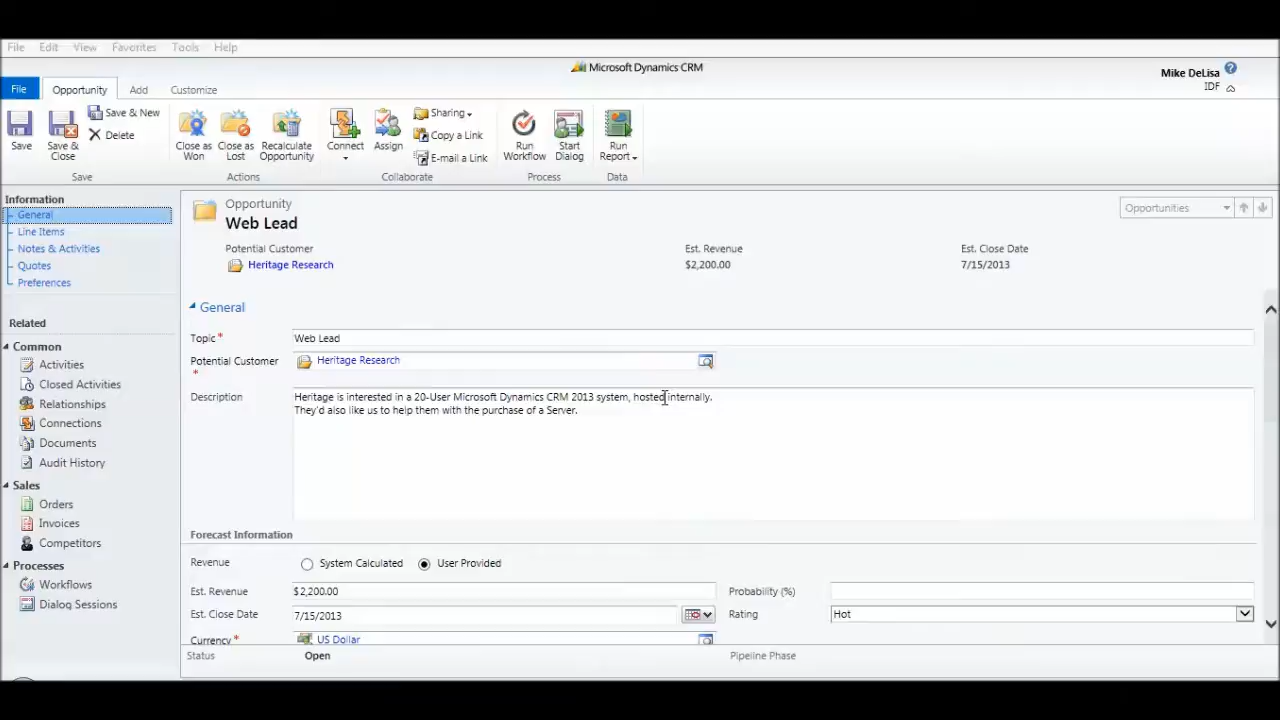 File Edit View Favorites Tools Help
Microsoft Dynamics CRM
Mike DeLisa
IDF
File Opportunity Add Customize
Save
Save & Close
Save & New
Delete
Close as Won
Close as Lost
Recalculate Opportunity
Connect
Assign
Sharing
Copy a Link
E-mail a Link
Run Workflow
Start Dialog
Run Report
Save Actions Collaborate Process Data
Information
General
Line Items
Notes & Activities
Quotes
Preferences
Related
Common
Activities
Closed Activities
Relationships
Connections
Documents
Audit History
Sales
Orders
Invoices
Competitors
Processes
Workflows
Dialog Sessions
Opportunity
Web Lead
Opportunities
Potential Customer Est. Revenue Est. Close Date
Heritage Research $2,200.00 7/15/2013
General
Topic * Web Lead
Potential Customer * Heritage Research
Description Heritage is interested in a 20-User Microsoft Dynamics CRM 2013 system, hosted internally.
They'd also like us to help them with the purchase of a Server.
Forecast Information
Revenue System Calculated User Provided
Est. Revenue $2,200.00 Probability (%)
Est. Close Date 7/15/2013 Rating Hot
Currency * US Dollar
Status Open Pipeline Phase